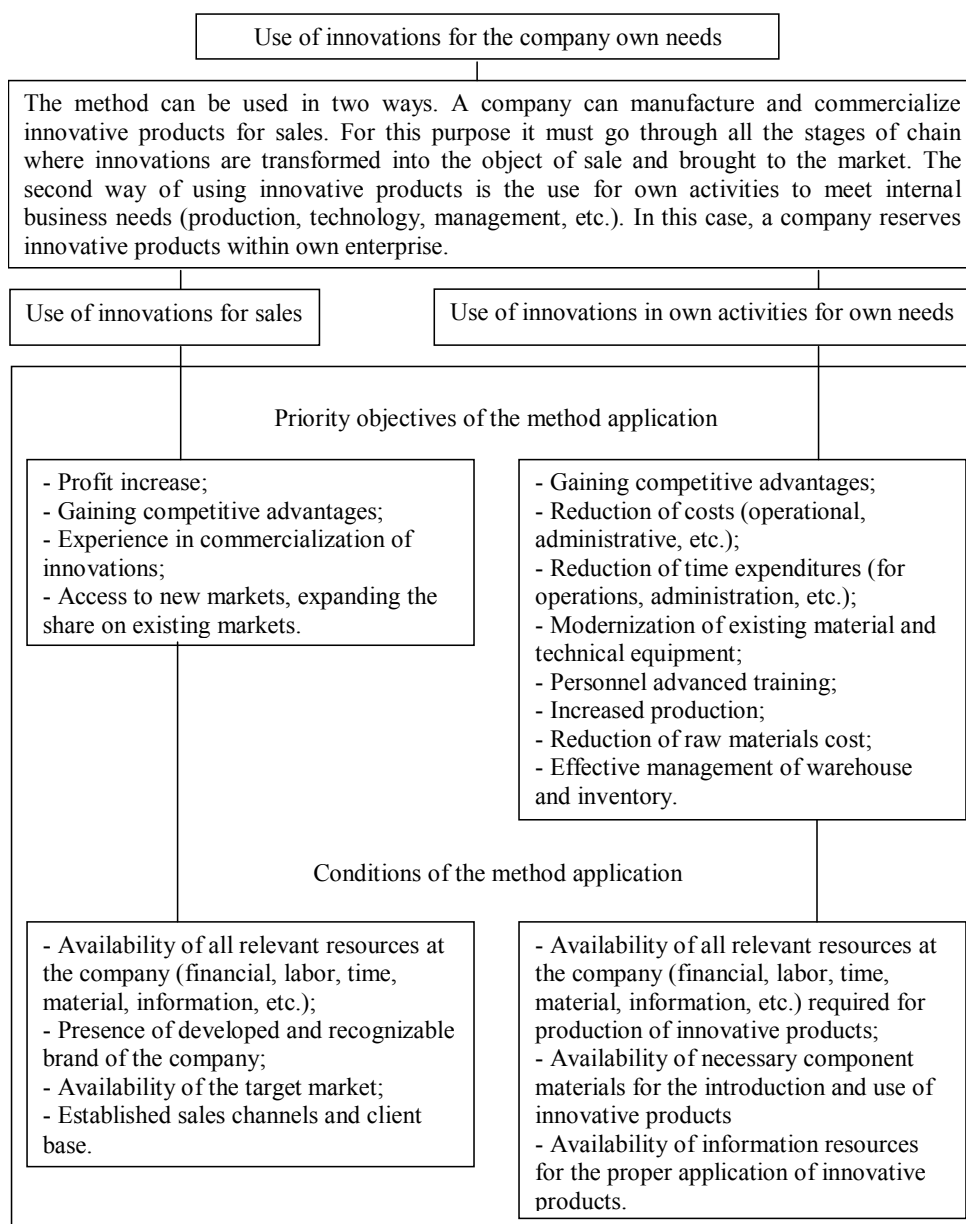 Use of innovations for the company own needs
The method can be used in two ways. A company can manufacture and commercialize
innovative products for sales. For this purpose it must go through all the stages of chain
where innovations are transformed into the object of sale and brought to the market. The
second way of using innovative products is the use for own activities to meet internal
business needs (production, technology, management, etc.). In this case, a company reserves
innovative products within own enterprise.
Use of innovations for sales
Use of innovations in own activities for own needs
Priority objectives of the method application
- Profit increase;
- Gaining competitive advantages;
- Experience in commercialization of
innovations;
- Access to new markets, expanding the
share on existing markets.
- Gaining competitive advantages;
- Reduction of costs (operational,
administrative, etc.);
- Reduction of time expenditures (for
operations, administration, etc.);
- Modernization of existing material and
technical equipment;
- Personnel advanced training;
- Increased production;
- Reduction of raw materials cost;
- Effective management of warehouse
and inventory.
Conditions of the method application
- Availability of all relevant resources at
the company (financial, labor, time,
material, information, etc.);
- Presence of developed and recognizable
brand of the company;
- Availability of the target market;
- Established sales channels and client
base.
- Availability of all relevant resources at
the company (financial, labor, time,
material, information, etc.) required for
production of innovative products;
- Availability of necessary component
materials for the introduction and use of
innovative products
- Availability of information resources
for the proper application of innovative
products.